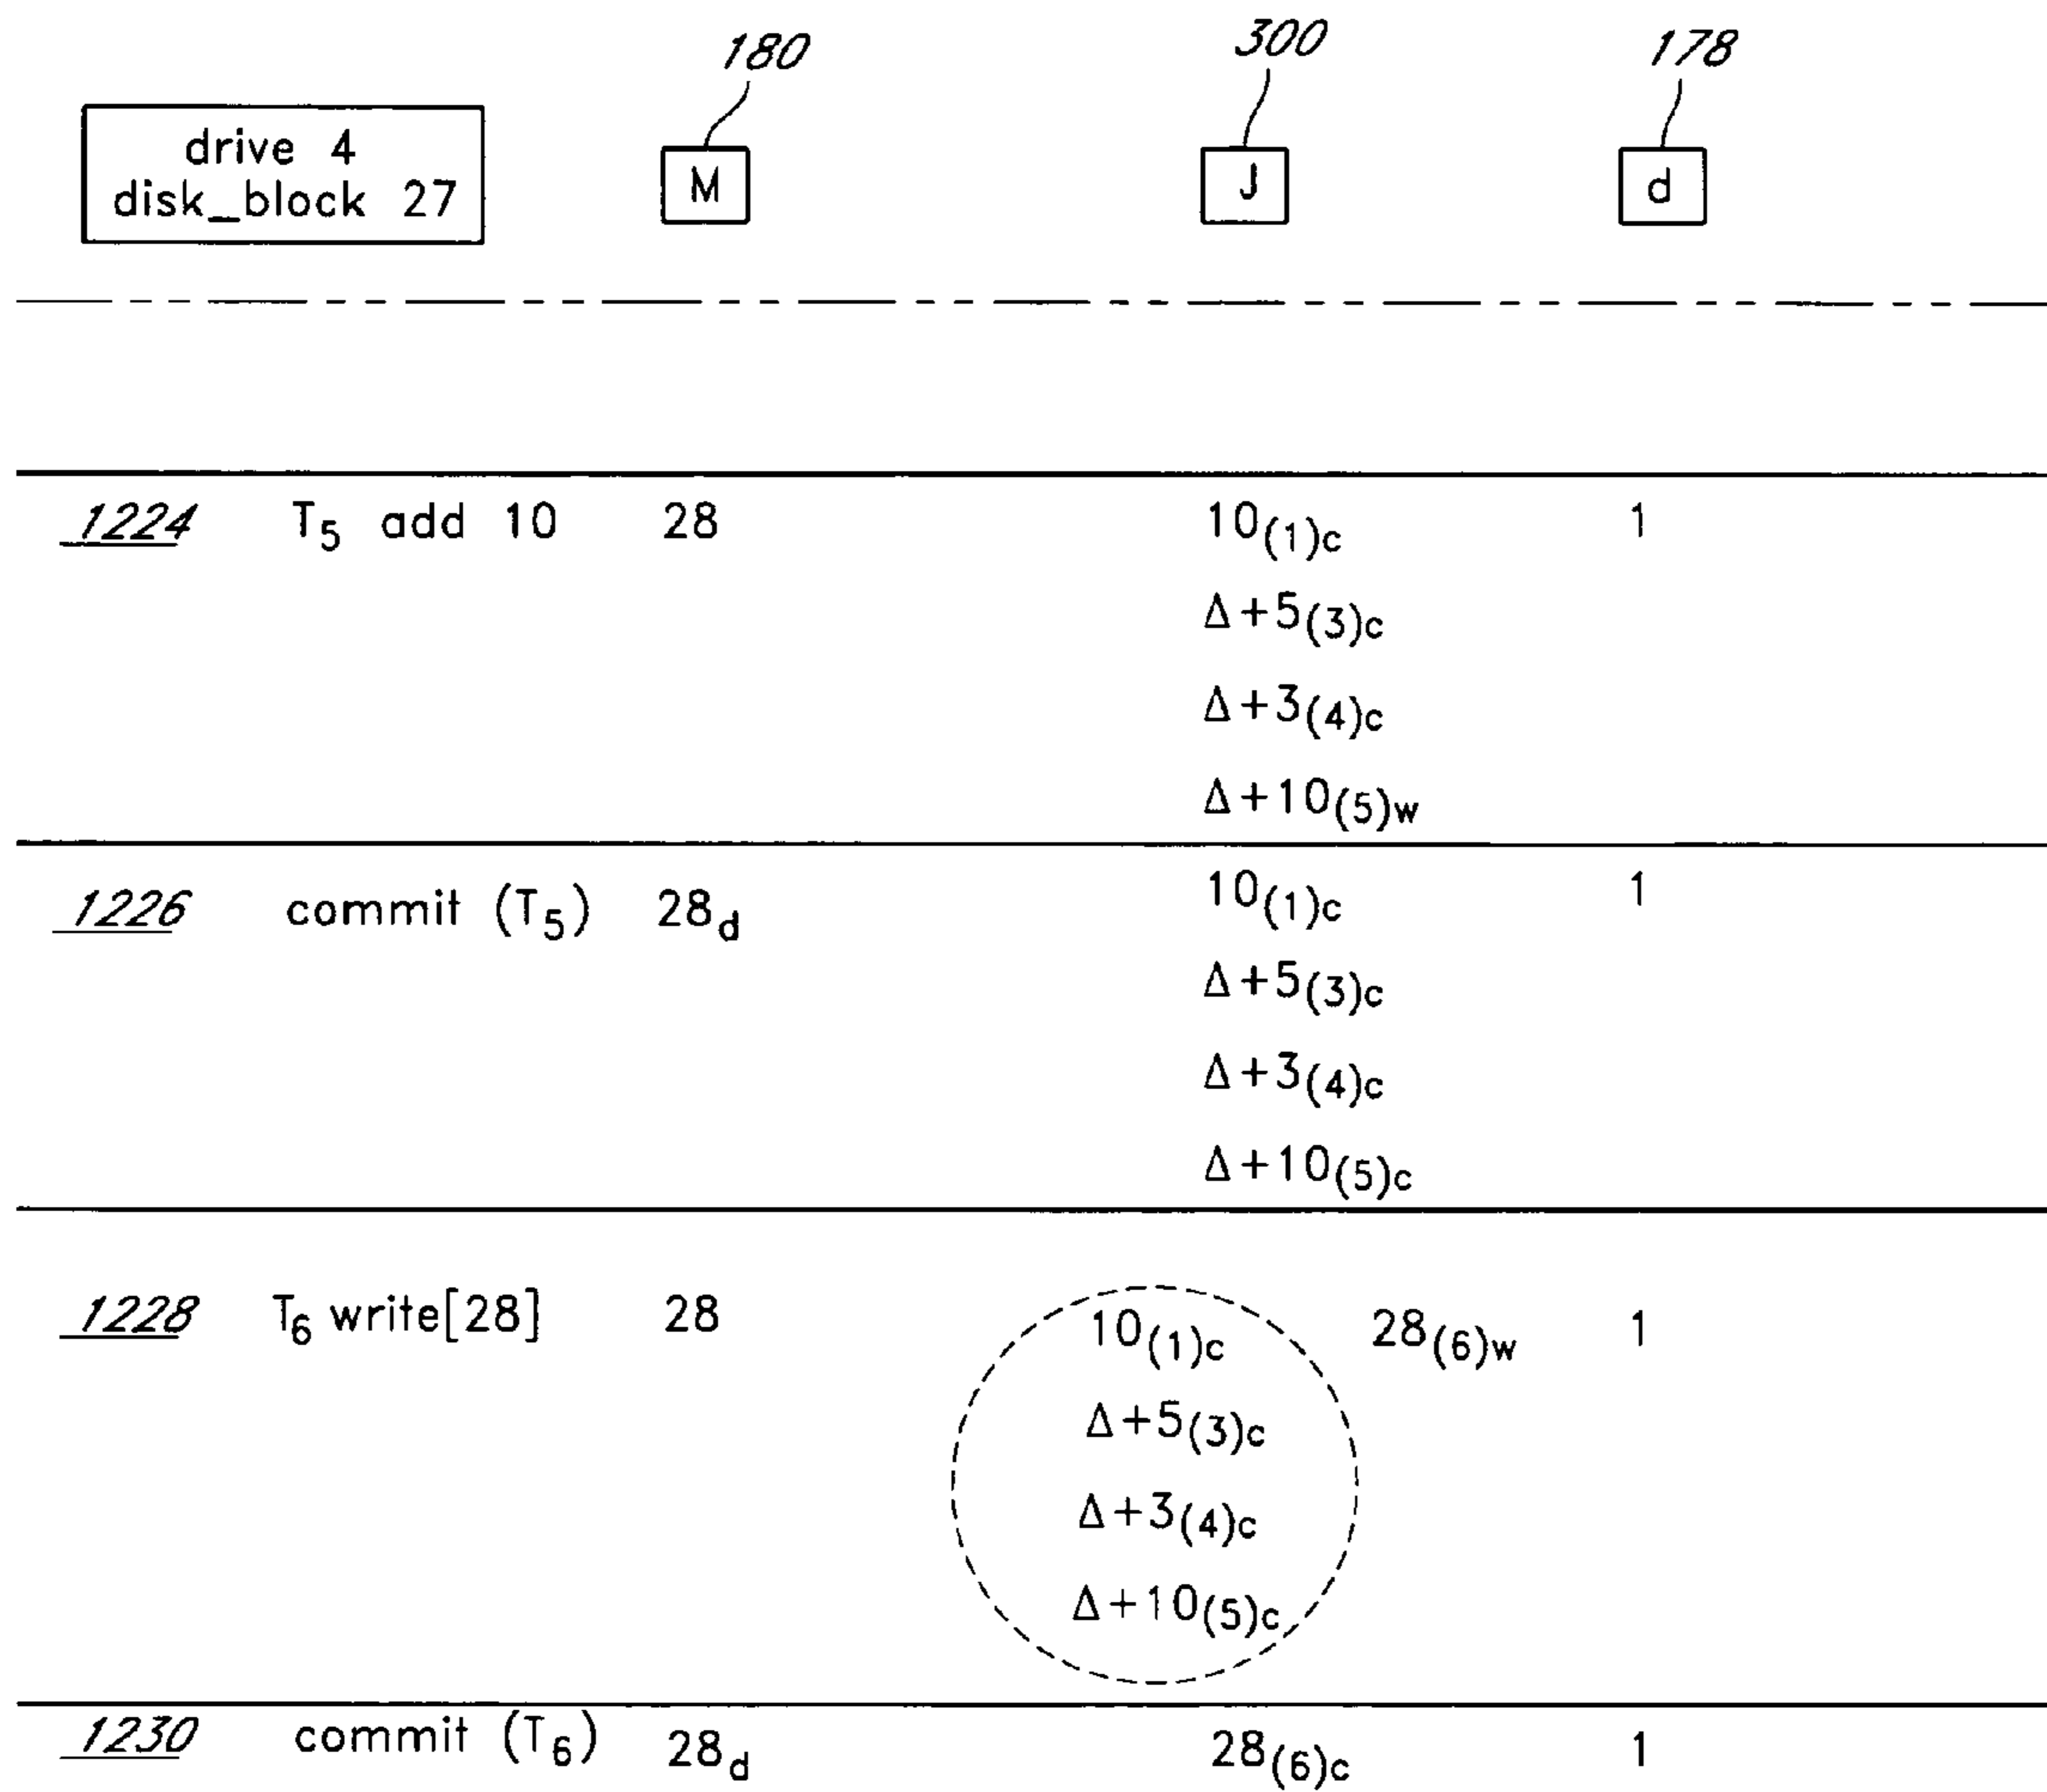 180 300 178
drive 4
disk_block 27
M J d
1224 T5 add 10 28 10(1)c 1
Δ+5(3)c
Δ+3(4)c
Δ+10(5)w
1226 commit (T5) 28d 10(1)c 1
Δ+5(3)c
Δ+3(4)c
Δ+10(5)c
1228 T6 write[28] 28 10(1)c 28(6)w 1
Δ+5(3)c
Δ+3(4)c
Δ+10(5)c
1230 commit (T6) 28d 28(6)c 1